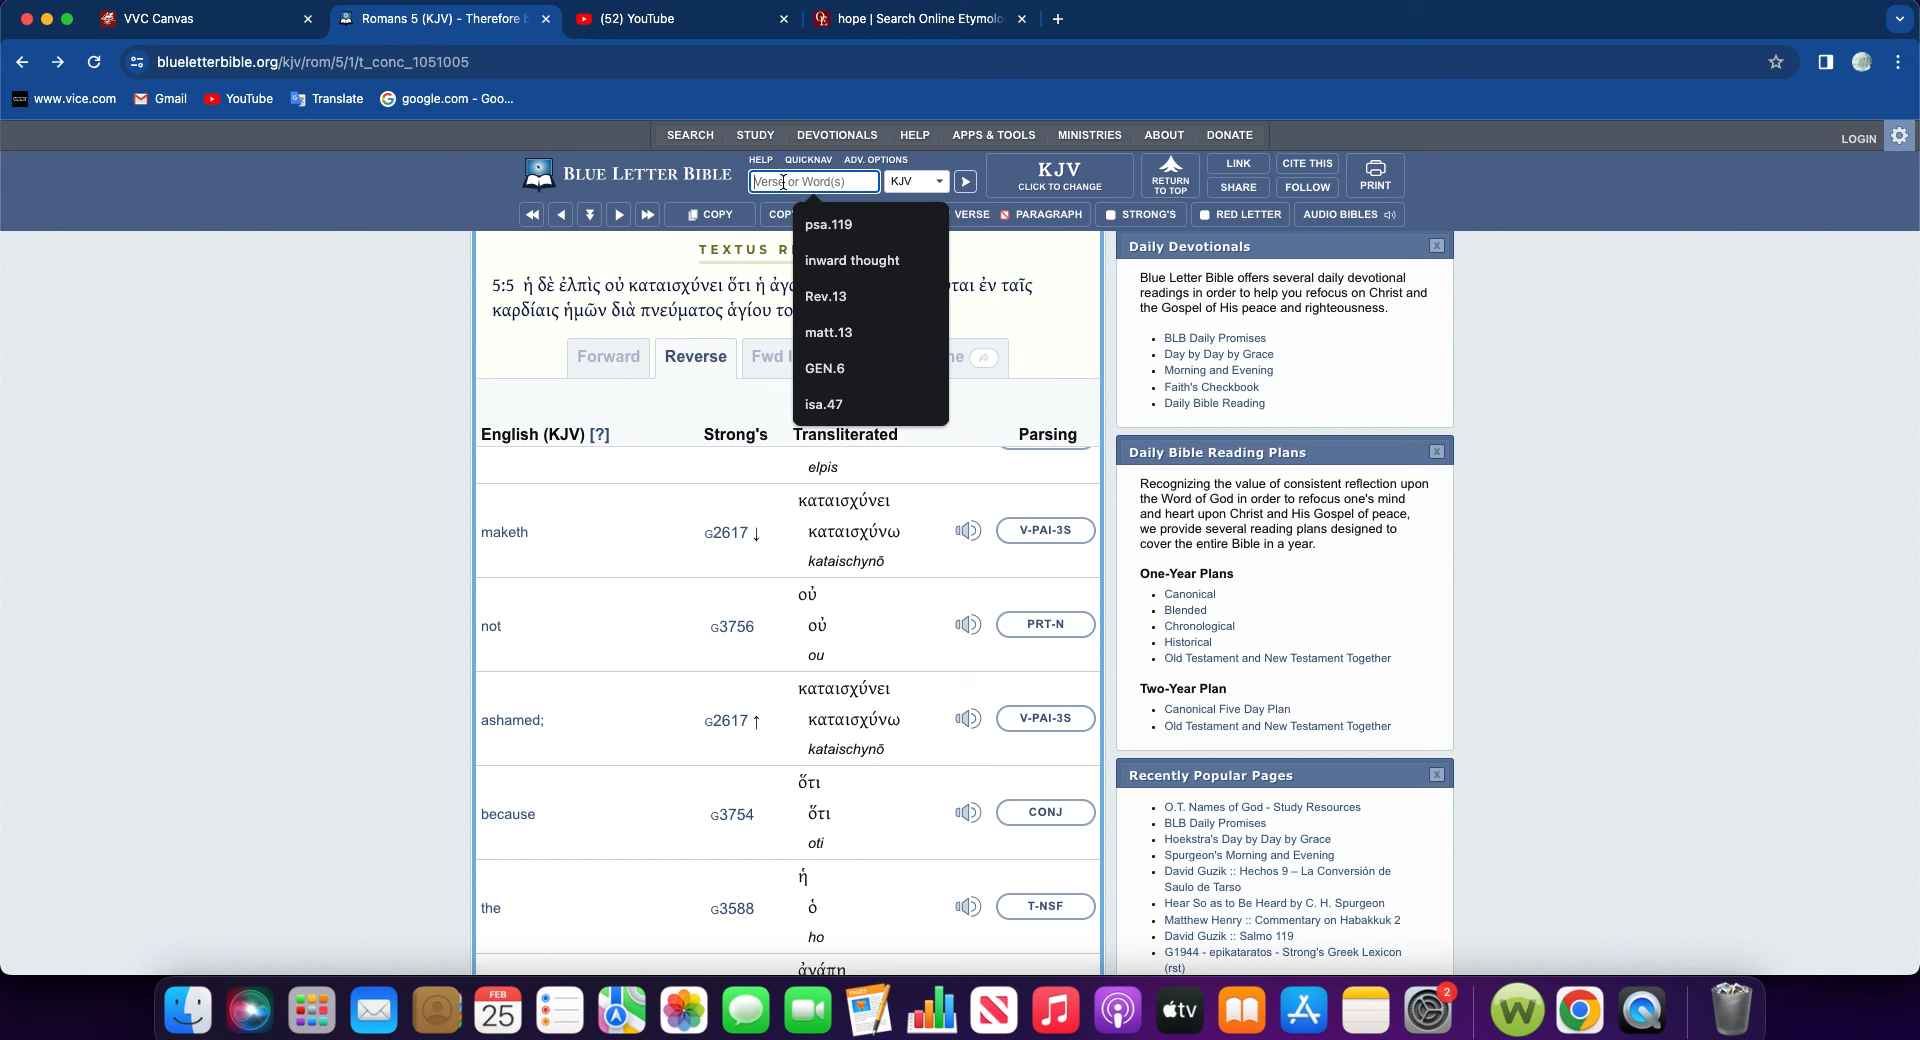 VVC Canvas
Romans 5 (KJV) - Therefore b
(52) YouTube
hope | Search Online Etymolo
blueletterbible.org/kjv/rom/5/1/t_conc_1051005
www.vice.com Gmail YouTube Translate google.com - Goo...
SEARCH STUDY DEVOTIONALS HELP APPS & TOOLS MINISTRIES ABOUT DONATE
LOGIN
BLUE LETTER BIBLE
HELP QUICKNAV ADV. OPTIONS
Verse or Word(s)
KJV
KJV
CLICK TO CHANGE
RETURN
TO TOP
LINK
CITE THIS
SHARE
FOLLOW
PRINT
COPY
COP
VERSE
PARAGRAPH
STRONG'S
RED LETTER
AUDIO BIBLES
psa.119
inward thought
Rev.13
matt.13
GEN.6
isa.47
TEXTUS R
5:5 ἡ δὲ ἐλπὶς οὐ καταισχύνει ὅτι ἡ ἀγ ται ἐν ταῖς
καρδίαις ἡμῶν διὰ πνεύματος ἁγίου το
Forward
Reverse
Fwd I
ne
English (KJV) [?] Strong's Transliterated Parsing
elpis
καταισχύνει
maketh G2617 ↓ καταισχύνω V-PAI-3S
kataischynō
οὐ
not G3756 οὐ PRT-N
ou
καταισχύνει
ashamed; G2617 ↑ καταισχύνω V-PAI-3S
kataischynō
ὅτι
because G3754 ὅτι CONJ
oti
ἡ
the G3588 ὁ T-NSF
ho
ἀγάπη
Daily Devotionals
x
Blue Letter Bible offers several daily devotional
readings in order to help you refocus on Christ and
the Gospel of His peace and righteousness.
BLB Daily Promises
Day by Day by Grace
Morning and Evening
Faith's Checkbook
Daily Bible Reading
Daily Bible Reading Plans
x
Recognizing the value of consistent reflection upon
the Word of God in order to refocus one's mind
and heart upon Christ and His Gospel of peace,
we provide several reading plans designed to
cover the entire Bible in a year.
One-Year Plans
Canonical
Blended
Chronological
Historical
Old Testament and New Testament Together
Two-Year Plan
Canonical Five Day Plan
Old Testament and New Testament Together
Recently Popular Pages
x
O.T. Names of God - Study Resources
BLB Daily Promises
Hoekstra's Day by Day by Grace
Spurgeon's Morning and Evening
David Guzik :: Hechos 9 – La Conversión de
Saulo de Tarso
Hear So as to Be Heard by C. H. Spurgeon
Matthew Henry :: Commentary on Habakkuk 2
David Guzik :: Salmo 119
G1944 - epikataratos - Strong's Greek Lexicon
(rst)
FEB
25
PAGES
tv
2
W